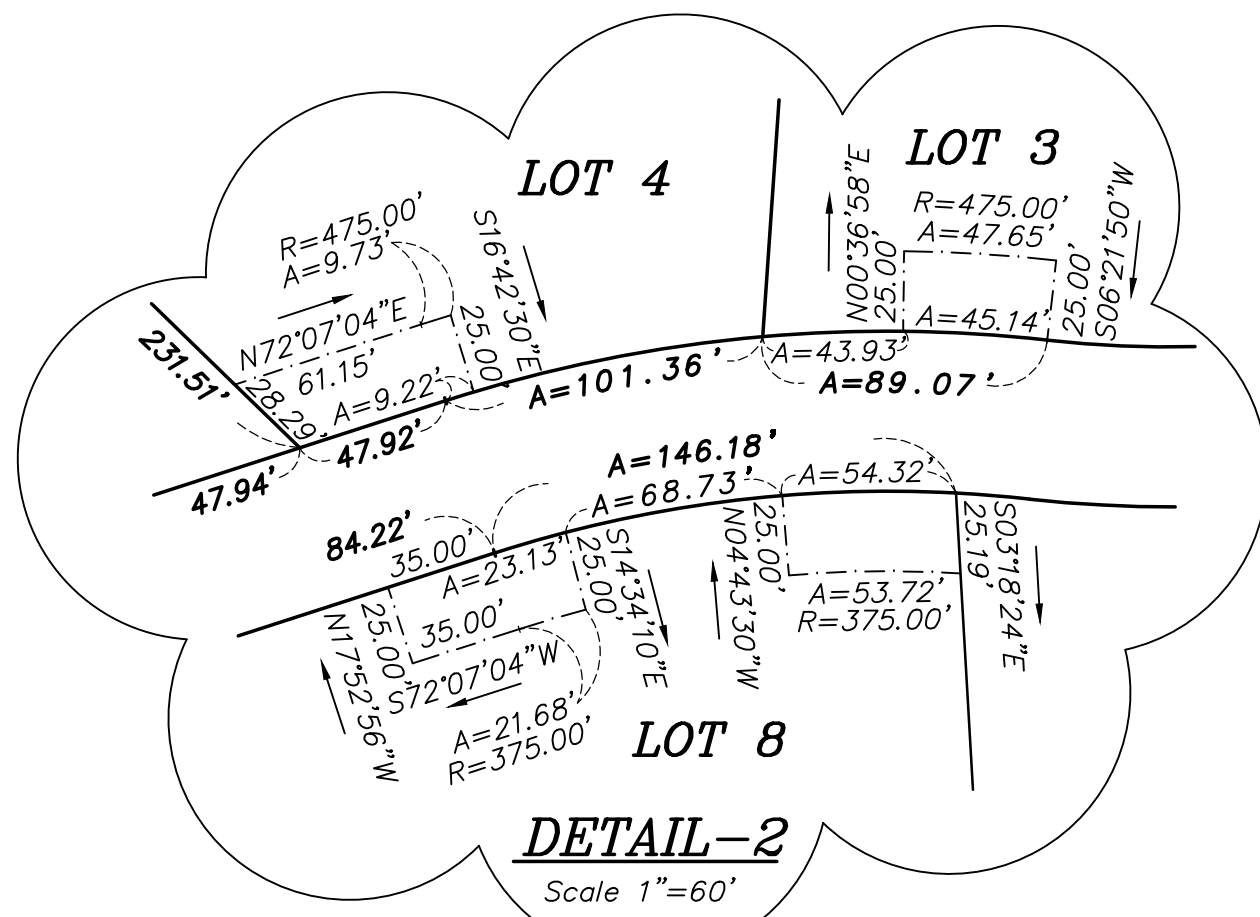 LOT 4
LOT 3
R=475.00'
A=9.73'
S16°42'30"E
25.00'
N72°07'04"E
61.15'
28.29'
A=9.22'
231.51'
47.94'
47.92'
A=101.36'
N00°36'58"E
25.00'
R=475.00'
A=47.65'
25.00'
S06°21'50"W
A=45.14'
A=43.93'
A=89.07'
A=146.18'
A=68.73'
A=54.32'
84.22'
35.00'
A=23.13'
25.00'
S14°34'10"E
25.00'
N04°43'30"W
S03°18'24"E
25.19'
A=53.72'
R=375.00'
N17°52'56"W
25.00'
35.00'
S72°07'04"W
A=21.68'
R=375.00'
LOT 8
DETAIL-2
Scale 1"=60'